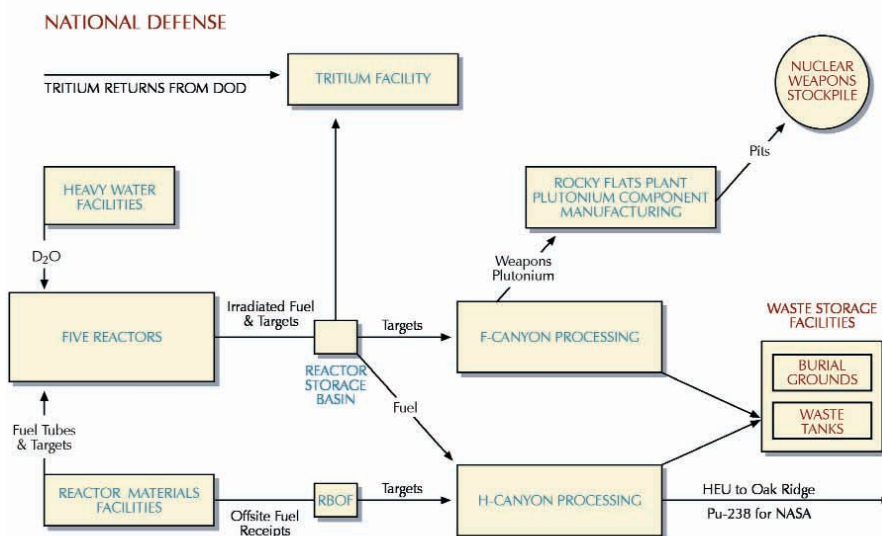 NATIONAL DEFENSE
TRITIUM RETURNS FROM DOD
TRITIUM FACILITY
NUCLEAR
WEAPONS
STOCKPILE
Pits
HEAVY WATER
FACILITIES
ROCKY FLATS PLANT
PLUTONIUM COMPONENT
MANUFACTURING
D2O
Weapons
Plutonium
FIVE REACTORS
Irradiated Fuel
& Targets
REACTOR
STORAGE
BASIN
Targets
F-CANYON PROCESSING
WASTE STORAGE
FACILITIES
BURIAL
GROUNDS
WASTE
TANKS
Fuel
Fuel Tubes
& Targets
REACTOR MATERIALS
FACILITIES
Offsite Fuel
Receipts
RBOF
Targets
H-CANYON PROCESSING
HEU to Oak Ridge
Pu-238 for NASA